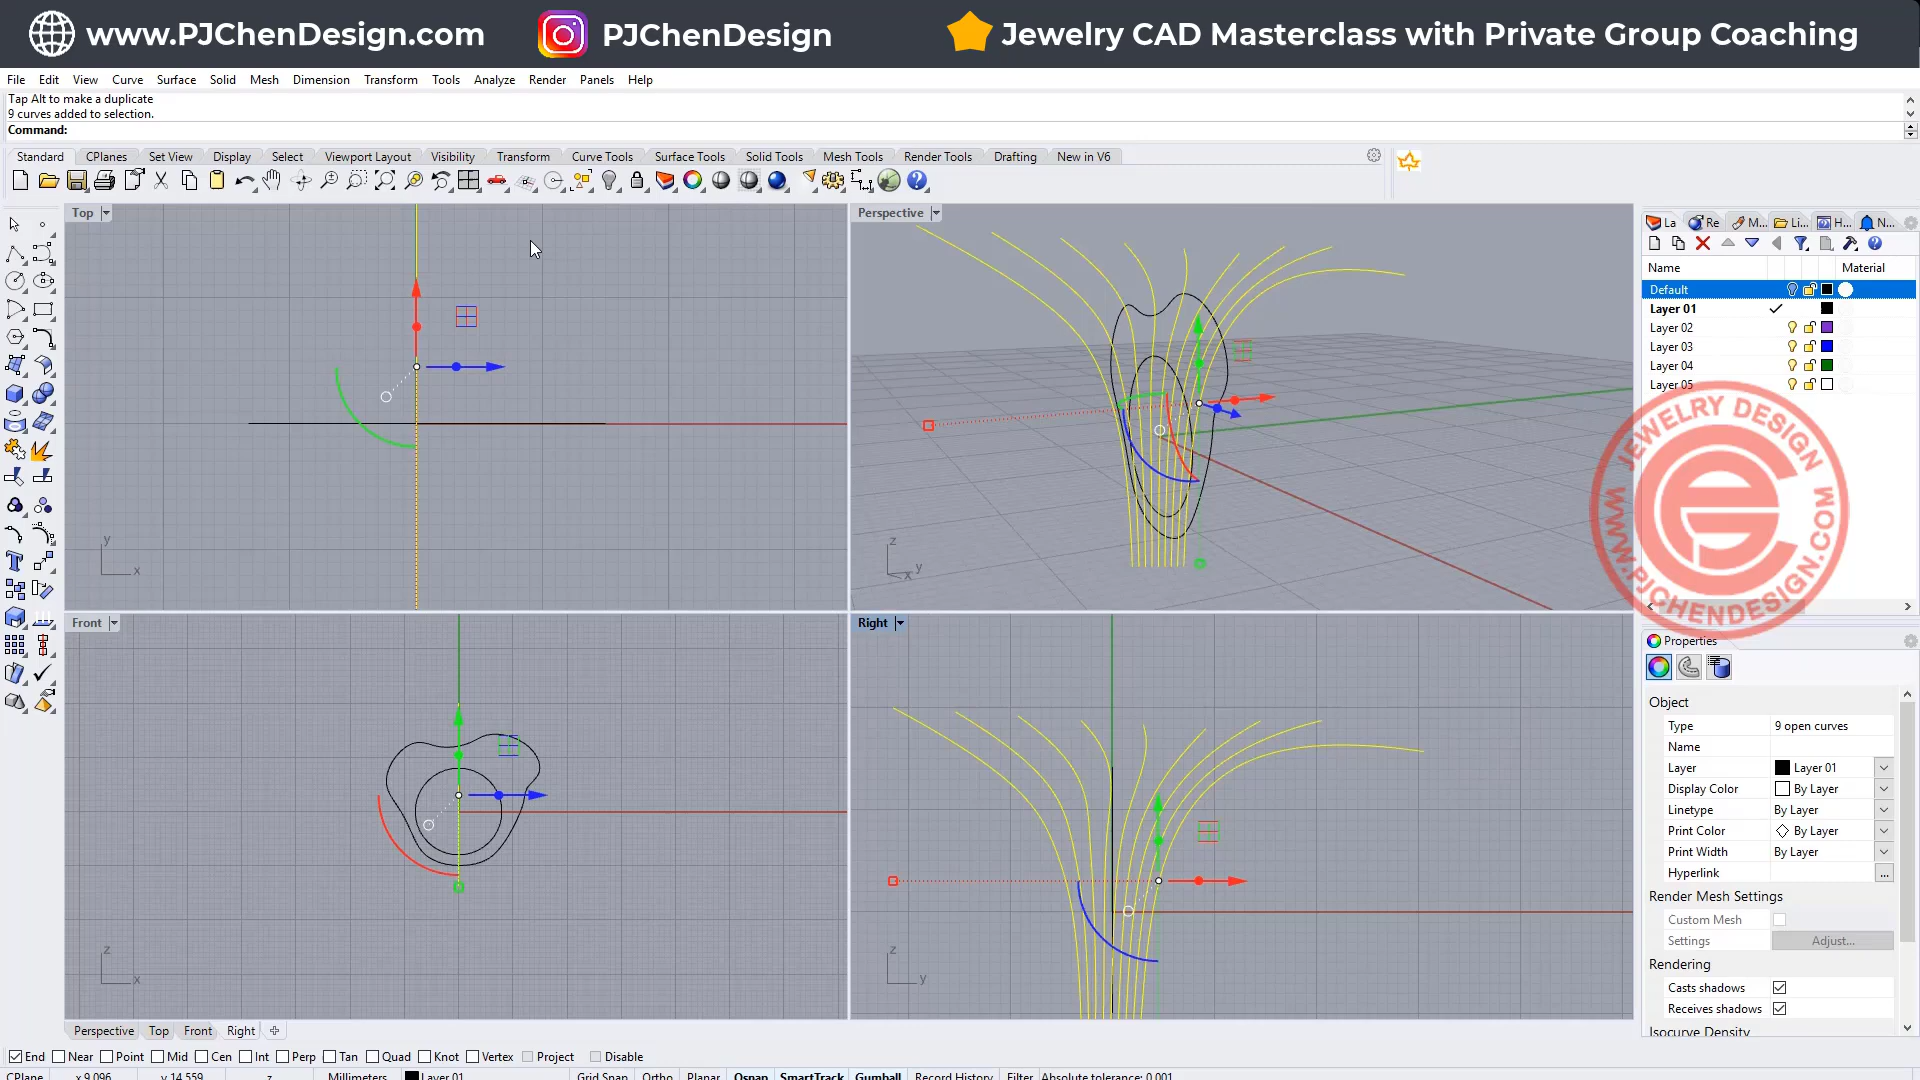 www.PJChenDesign.com PJChenDesign Jewelry CAD Masterclass with Private Group Coaching
File Edit View Curve Surface Solid Mesh Dimension Transform Tools Analyze Render Panels Help
Tap Alt to make a duplicate
9 curves added to selection.
Command:
Standard CPlanes Set View Display Select Viewport Layout Visibility Transform Curve Tools Surface Tools Solid Tools Mesh Tools Render Tools Drafting New in V6
Top
Perspective
La Re M... Li... H... N...
Name Material
Default
Layer 01
Layer 02
Layer 03
Layer 04
Layer 05
JEWELRY DESIGN
WWW.PJCHENDESIGN.COM
y
x
z
y
x
Front
Right
Properties
Object
Type 9 open curves
Name
Layer Layer 01
Display Color By Layer
Linetype By Layer
Print Color By Layer
Print Width By Layer
Hyperlink ...
Render Mesh Settings
Custom Mesh
Settings Adjust...
Rendering
Casts shadows
Receives shadows
Isocurve Density
z
x
z
y
Perspective Top Front Right
End Near Point Mid Cen Int Perp Tan Quad Knot Vertex Project Disable
CPlane x 9.096 y 14.559 z Millimeters Layer 01 Grid Snap Ortho Planar Osnap SmartTrack Gumball Record History Filter Absolute tolerance: 0.001